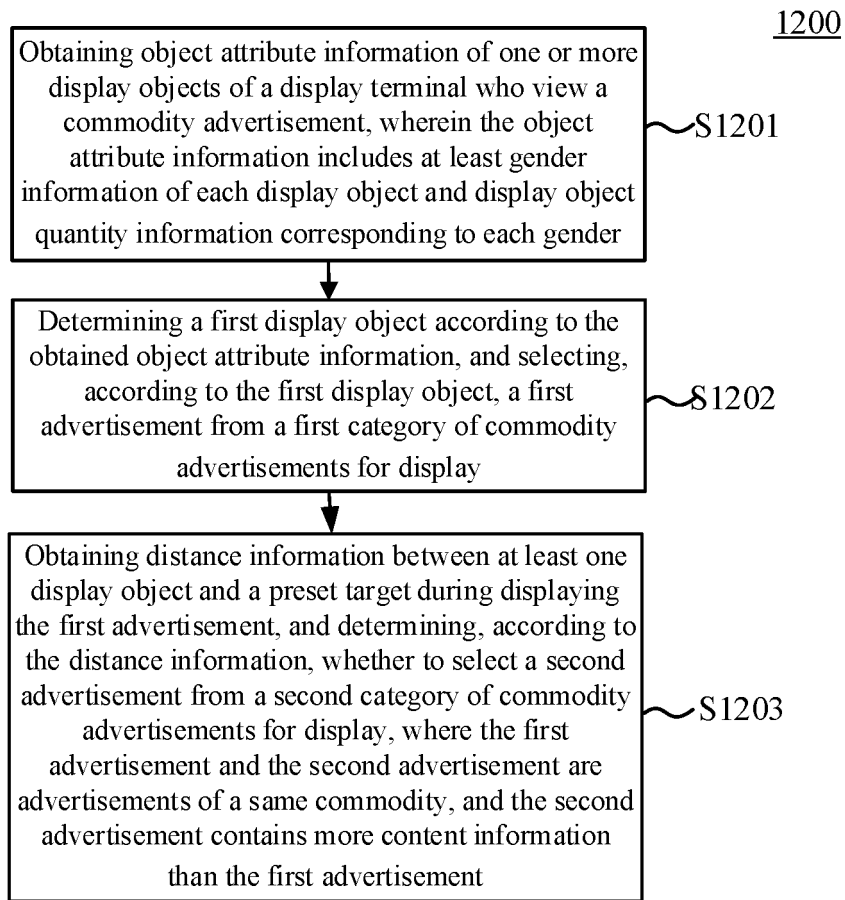 1200
Obtaining object attribute information of one or more
display objects of a display terminal who view a
commodity advertisement, wherein the object
attribute information includes at least gender
information of each display object and display object
quantity information corresponding to each gender
S1201
Determining a first display object according to the
obtained object attribute information, and selecting,
according to the first display object, a first
advertisement from a first category of commodity
advertisements for display
S1202
Obtaining distance information between at least one
display object and a preset target during displaying
the first advertisement, and determining, according to
the distance information, whether to select a second
advertisement from a second category of commodity
advertisements for display, where the first
advertisement and the second advertisement are
advertisements of a same commodity, and the second
advertisement contains more content information
than the first advertisement
S1203